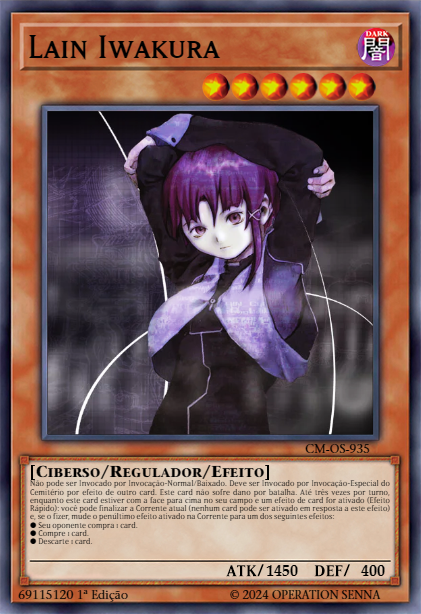 Lain Iwakura
DARK
闇
CM-OS-935
[Ciberso/Regulador/Efeito]
Não pode ser Invocado por Invocação-Normal/Baixado. Deve ser Invocado por Invocação-Especial do
Cemitério por efeito de outro card. Este card não sofre dano por batalha. Até três vezes por turno,
enquanto este card estiver com a face para cima no seu campo e um efeito de card for ativado (Efeito
Rápido): você pode finalizar a Corrente atual (nenhum card pode ser ativado em resposta a este efeito)
e, se o fizer, mude o penúltimo efeito ativado na Corrente para um dos seguintes efeitos:
● Seu oponente compra 1 card.
● Compre 1 card.
● Descarte 1 card.
ATK/1450 DEF/ 400
69115120 1ª Edição © 2024 OPERATION SENNA